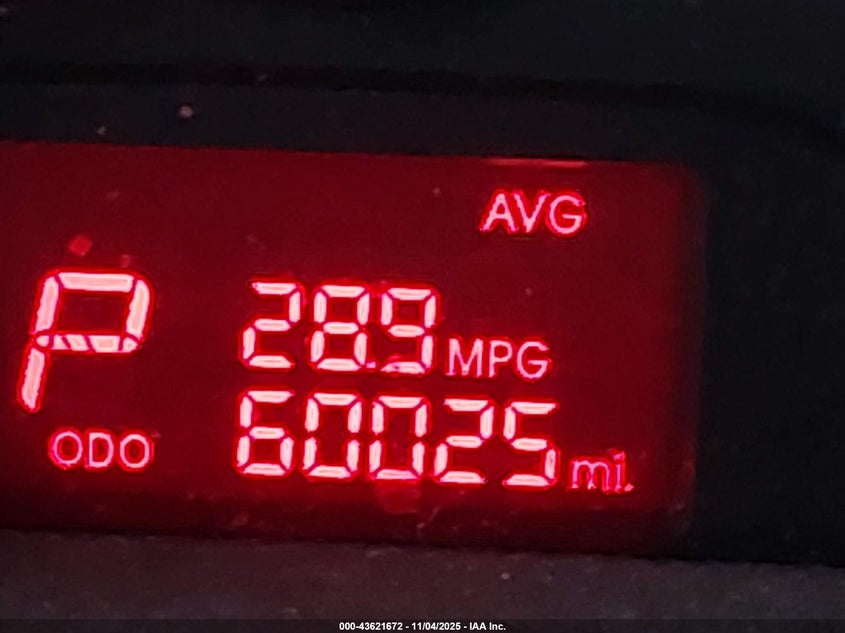 AVG
P 28.9 MPG
ODO 60025 mi.
000-43621672 - 11/04/2025 - IAA Inc.